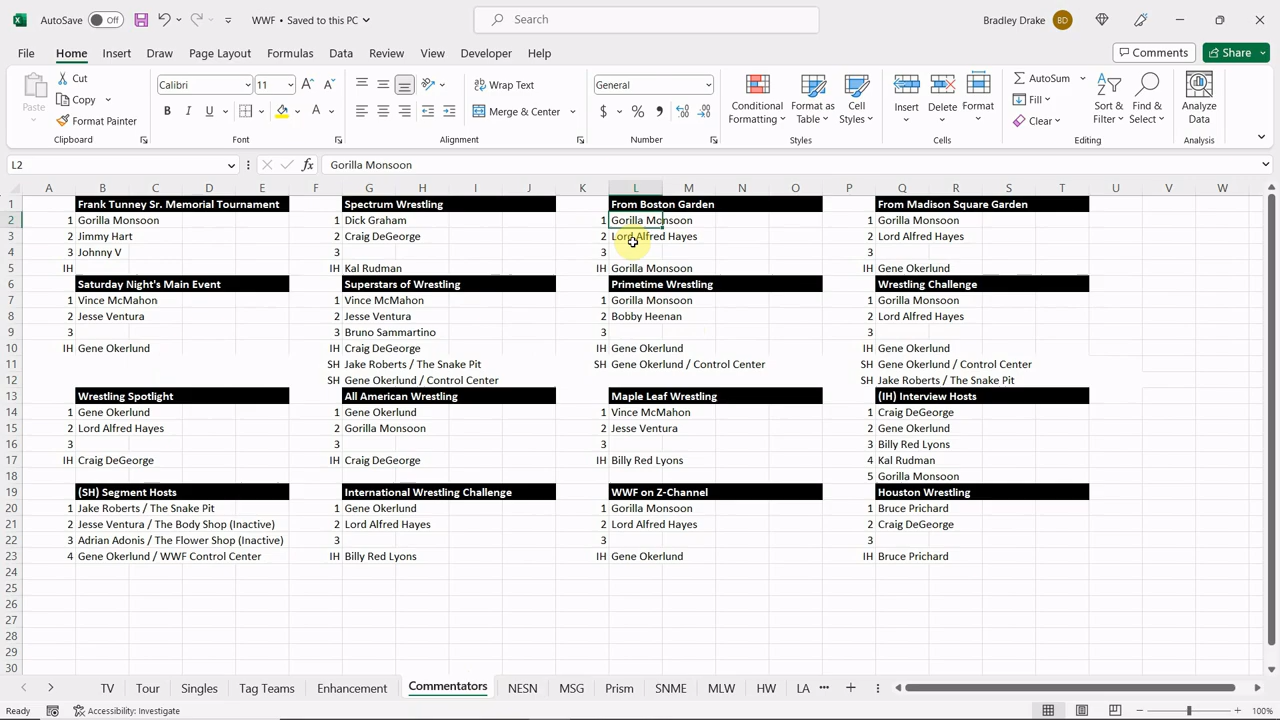 AutoSave Off WWF • Saved to this PC Search Bradley Drake BD
File Home Insert Draw Page Layout Formulas Data Review View Developer Help Comments Share
Paste Cut Copy Format Painter Clipboard
Calibri 11 A A B I U A Font
Wrap Text Merge & Center Alignment
General $ % , Number
Conditional Formatting Format as Table Cell Styles Styles
Insert Delete Format Cells
AutoSum Fill Clear Sort & Filter Find & Select Editing
Analyze Data Analysis
L2 fx Gorilla Monsoon
A B C D E F G H I J K L M N O P Q R S T U V W
1 Frank Tunney Sr. Memorial Tournament Spectrum Wrestling From Boston Garden From Madison Square Garden
2 1 Gorilla Monsoon 1 Dick Graham 1 Gorilla Monsoon 1 Gorilla Monsoon
3 2 Jimmy Hart 2 Craig DeGeorge 2 Lord Alfred Hayes 2 Lord Alfred Hayes
4 3 Johnny V 3 3 3
5 IH IH Kal Rudman IH Gorilla Monsoon IH Gene Okerlund
6 Saturday Night's Main Event Superstars of Wrestling Primetime Wrestling Wrestling Challenge
7 1 Vince McMahon 1 Vince McMahon 1 Gorilla Monsoon 1 Gorilla Monsoon
8 2 Jesse Ventura 2 Jesse Ventura 2 Bobby Heenan 2 Lord Alfred Hayes
9 3 3 Bruno Sammartino 3 3
10 IH Gene Okerlund IH Craig DeGeorge IH Gene Okerlund IH Gene Okerlund
11 SH Jake Roberts / The Snake Pit SH Gene Okerlund / Control Center SH Gene Okerlund / Control Center
12 SH Gene Okerlund / Control Center SH Jake Roberts / The Snake Pit
13 Wrestling Spotlight All American Wrestling Maple Leaf Wrestling (IH) Interview Hosts
14 1 Gene Okerlund 1 Gene Okerlund 1 Vince McMahon 1 Craig DeGeorge
15 2 Lord Alfred Hayes 2 Gorilla Monsoon 2 Jesse Ventura 2 Gene Okerlund
16 3 3 3 3 Billy Red Lyons
17 IH Craig DeGeorge IH Craig DeGeorge IH Billy Red Lyons 4 Kal Rudman
18 5 Gorilla Monsoon
19 (SH) Segment Hosts International Wrestling Challenge WWF on Z-Channel Houston Wrestling
20 1 Jake Roberts / The Snake Pit 1 Gene Okerlund 1 Gorilla Monsoon 1 Bruce Prichard
21 2 Jesse Ventura / The Body Shop (Inactive) 2 Lord Alfred Hayes 2 Lord Alfred Hayes 2 Craig DeGeorge
22 3 Adrian Adonis / The Flower Shop (Inactive) 3 3 3
23 4 Gene Okerlund / WWF Control Center IH Billy Red Lyons IH Gene Okerlund IH Bruce Prichard
24
25
26
27
28
29
30
TV Tour Singles Tag Teams Enhancement Commentators NESN MSG Prism SNME MLW HW LA
Ready Accessibility: Investigate 100%